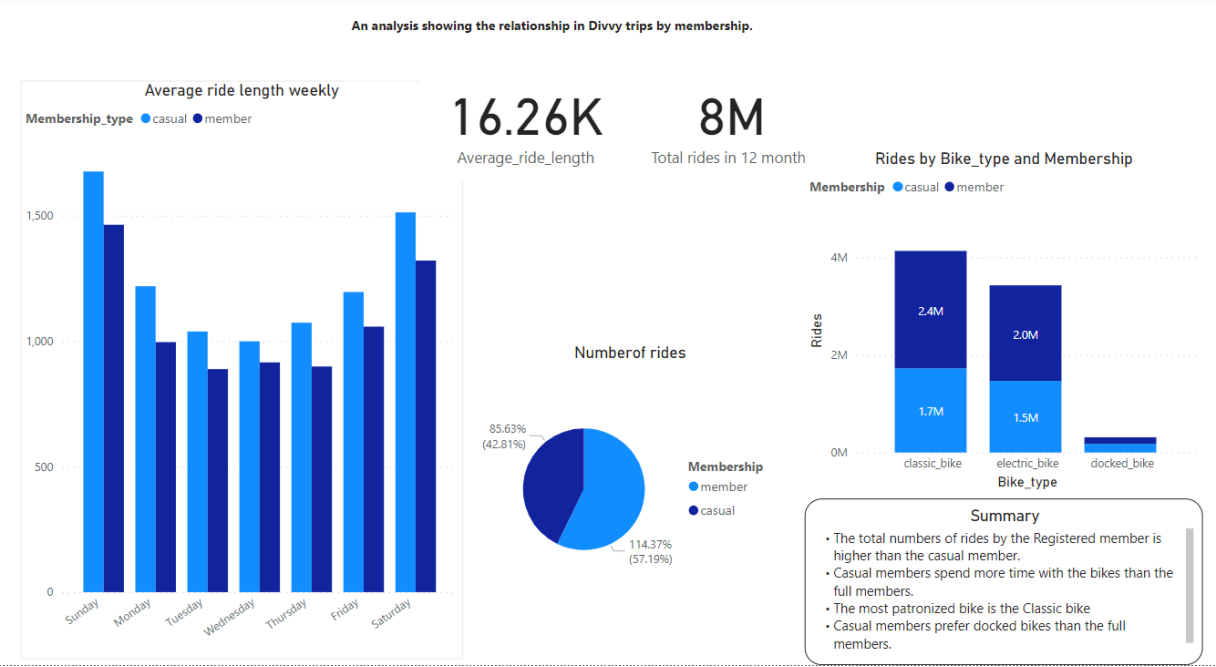 An analysis showing the relationship in Divvy trips by membership.
Average ride length weekly
Membership_type casual member
1,500
1,000
500
0
Sunday
Monday
Tuesday
Wednesday
Thursday
Friday
Saturday
16.26K
Average_ride_length
8M
Total rides in 12 month
Numberof rides
85.63%
(42.81%)
114.37%
(57.19%)
Membership
member
casual
Rides by Bike_type and Membership
Membership casual member
Rides
4M
2M
0M
2.4M
1.7M
2.0M
1.5M
classic_bike
electric_bike
docked_bike
Bike_type
Summary
• The total numbers of rides by the Registered member is
higher than the casual member.
• Casual members spend more time with the bikes than the
full members.
• The most patronized bike is the Classic bike
• Casual members prefer docked bikes than the full
members.